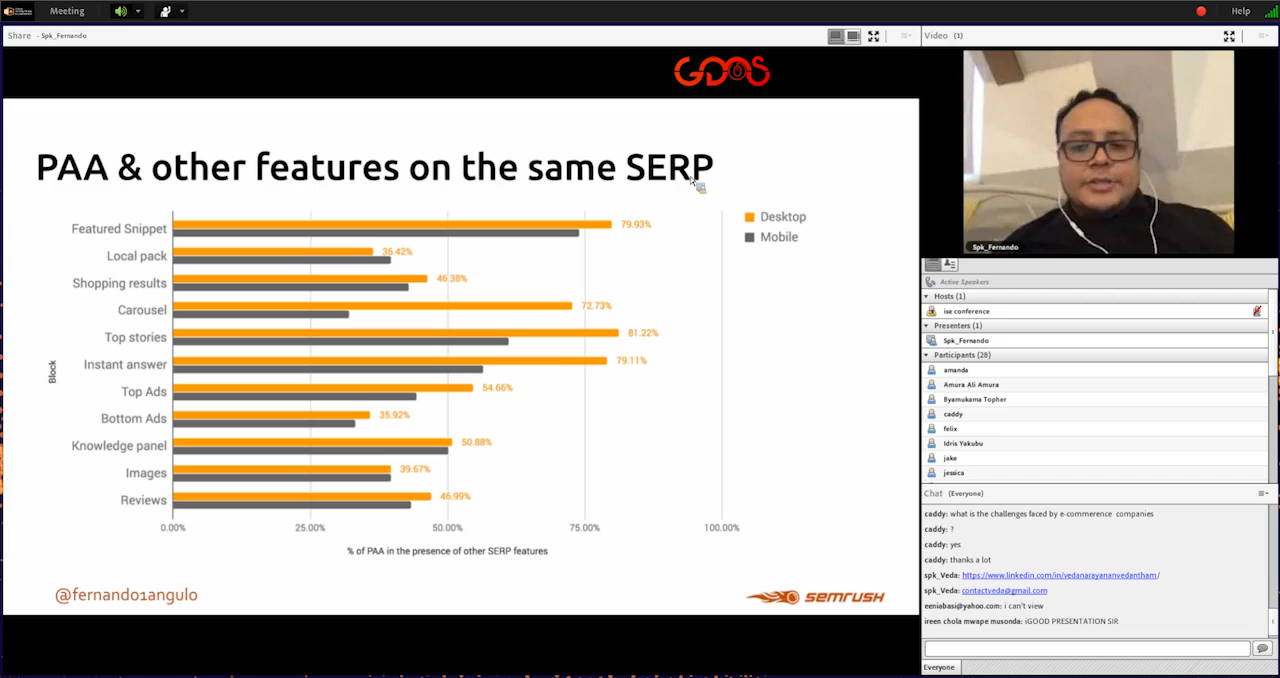 Meeting
Help
Share - Spk_Fernando
Video (1)
GDOS
PAA & other features on the same SERP
Desktop
Mobile
Featured Snippet 79.93%
Local pack 36.42%
Shopping results 46.38%
Carousel 72.73%
Top stories 81.22%
Instant answer 79.11%
Top Ads 54.66%
Bottom Ads 35.92%
Knowledge panel 50.88%
Images 39.67%
Reviews 46.99%
Block
0.00% 25.00% 50.00% 75.00% 100.00%
% of PAA in the presence of other SERP features
@fernando1angulo
SEMRUSH
Spk_Fernando
Active Speakers
Hosts (1)
ise conference
Presenters (1)
Spk_Fernando
Participants (28)
amanda
Amura Ali Amura
Byamukama Topher
caddy
felix
Idris Yakubu
jake
jessica
Chat (Everyone)
caddy: what is the challenges faced by e-commerence companies
caddy: ?
caddy: yes
caddy: thanks a lot
spk_Veda: https://www.linkedin.com/in/vedanarayananvedantham/
spk_Veda: contactveda@gmail.com
eeniabasi@yahoo.com: i can't view
ireen chola mwape musonda: iGOOD PRESENTATION SIR
Everyone